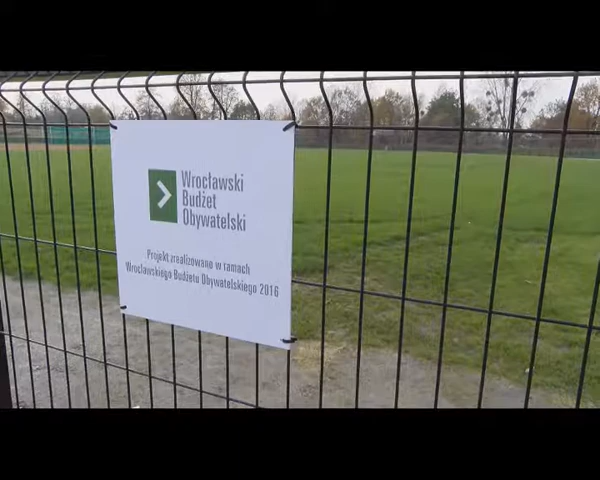 Wrocławski
Budżet
Obywatelski
Projekt zrealizowano w ramach
Wrocławskiego Budżetu Obywatelskiego 2016